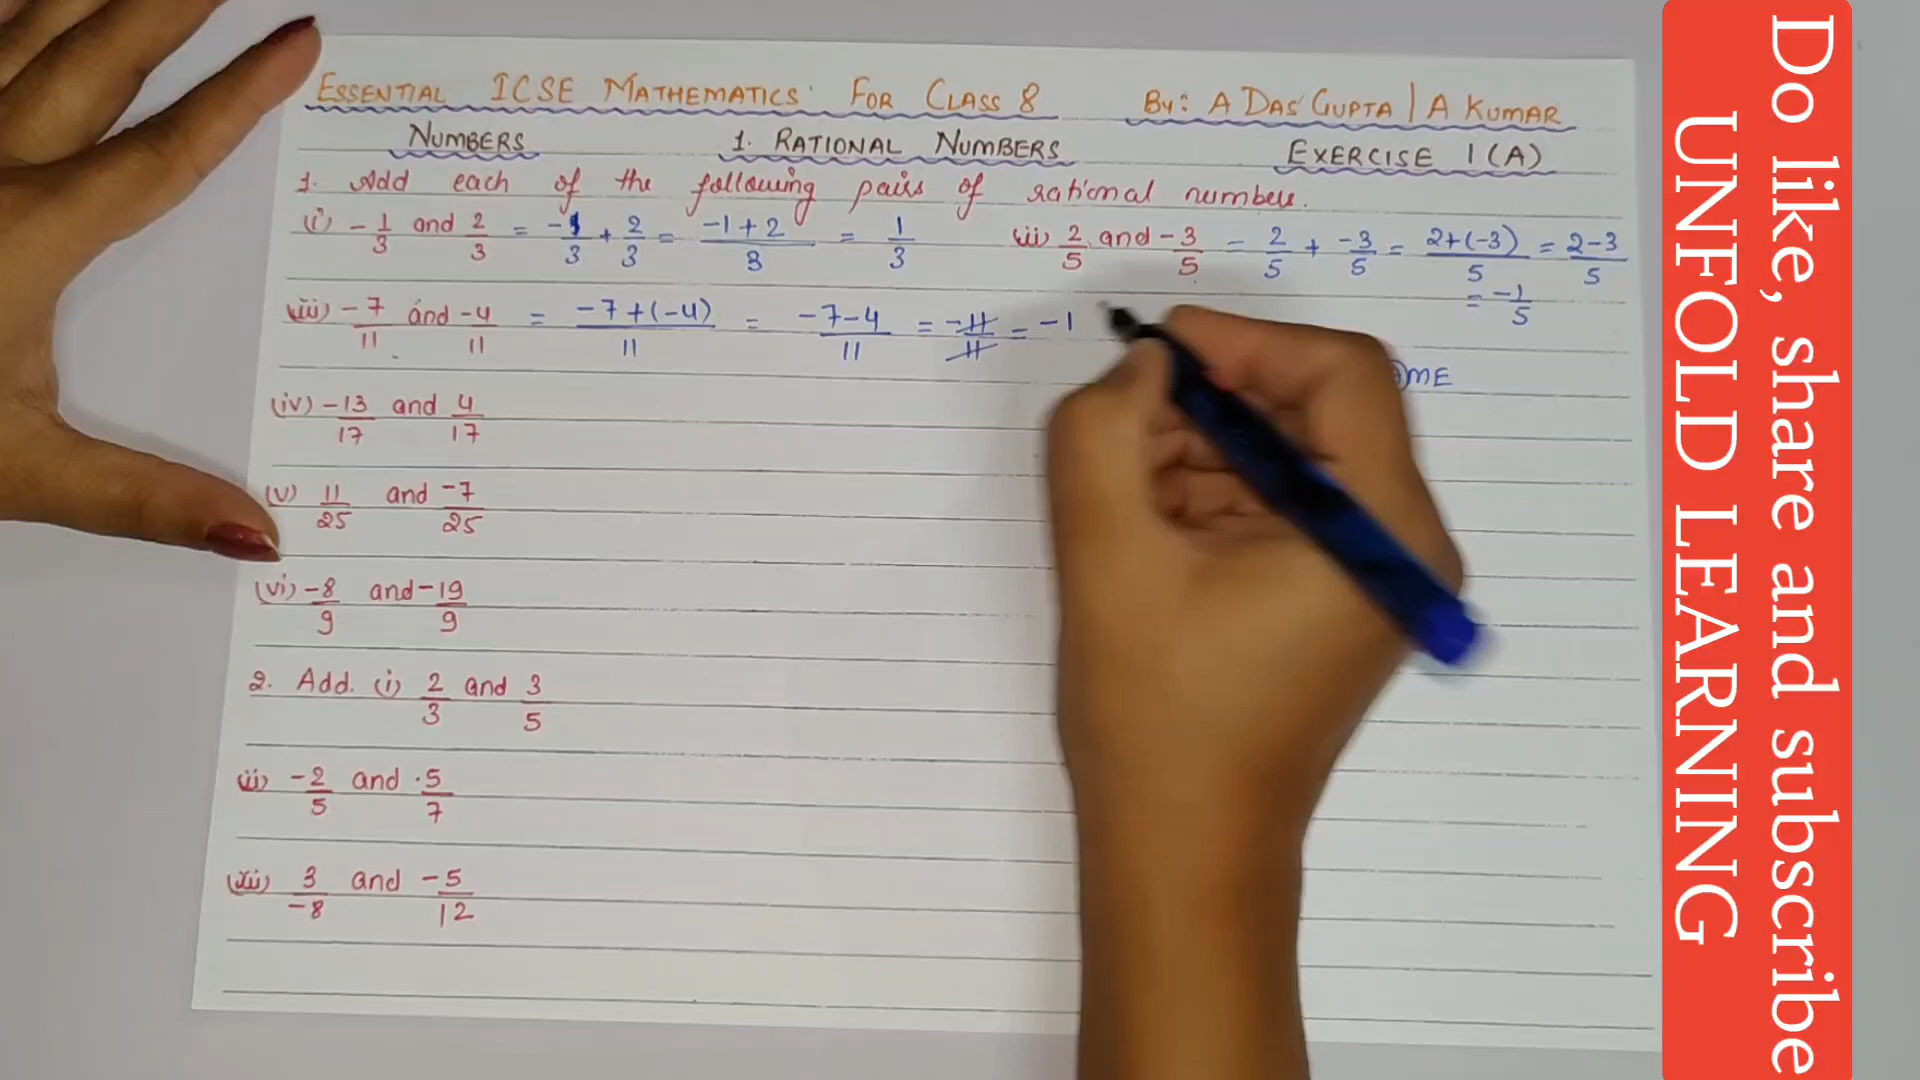 ESSENTIAL ICSE MATHEMATICS FOR CLASS 8 BY: A DAS GUPTA | A KUMAR
NUMBERS 1. RATIONAL NUMBERS EXERCISE 1(A)
1. Add each of the following pairs of rational numbers.
(i) -1/3 and 2/3 = -1/3 + 2/3 = -1+2/3 = 1/3 (ii) 2/5 and -3/5 = 2/5 + -3/5 = 2+(-3)/5 = 2-3/5
= -1/5
(iii) -7/11 and -4/11 = -7+(-4)/11 = -7-4/11 = -11/11 = -1
ME
(iv) -13/17 and 4/17
(v) 11/25 and -7/25
(vi) -8/9 and -19/9
2. Add. (i) 2/3 and 3/5
(ii) -2/5 and 5/7
(iii) 3/-8 and -5/12
Do like, share and subscribe
UNFOLD LEARNING